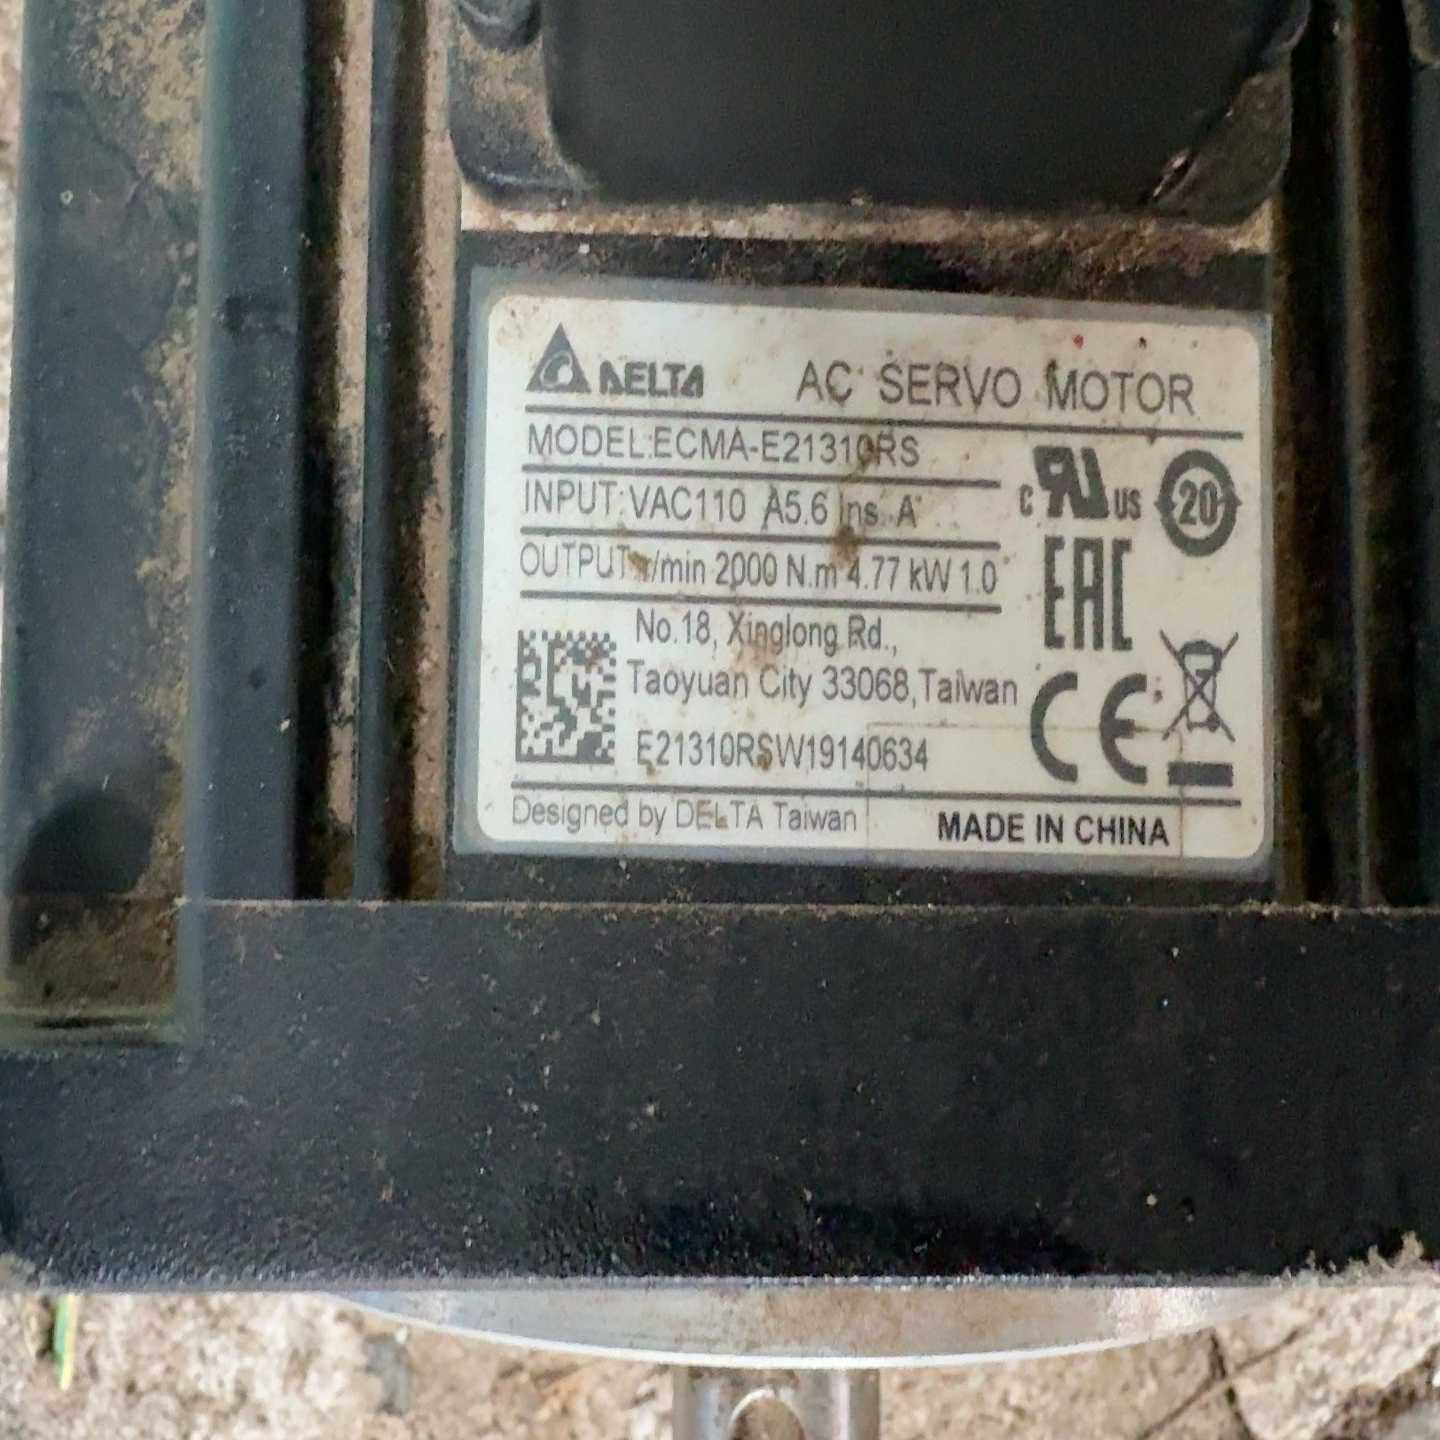 DELTA AC SERVO MOTOR
MODEL:ECMA-E21310RS
INPUT:VAC110 A5.6 Ins. A
OUTPUT:r/min 2000 N.m 4.77 kW 1.0
c RU US 20
EAC
No.18, Xinglong Rd.,
Taoyuan City 33068,Taiwan
CE
E21310RSW19140634
Designed by DELTA Taiwan MADE IN CHINA